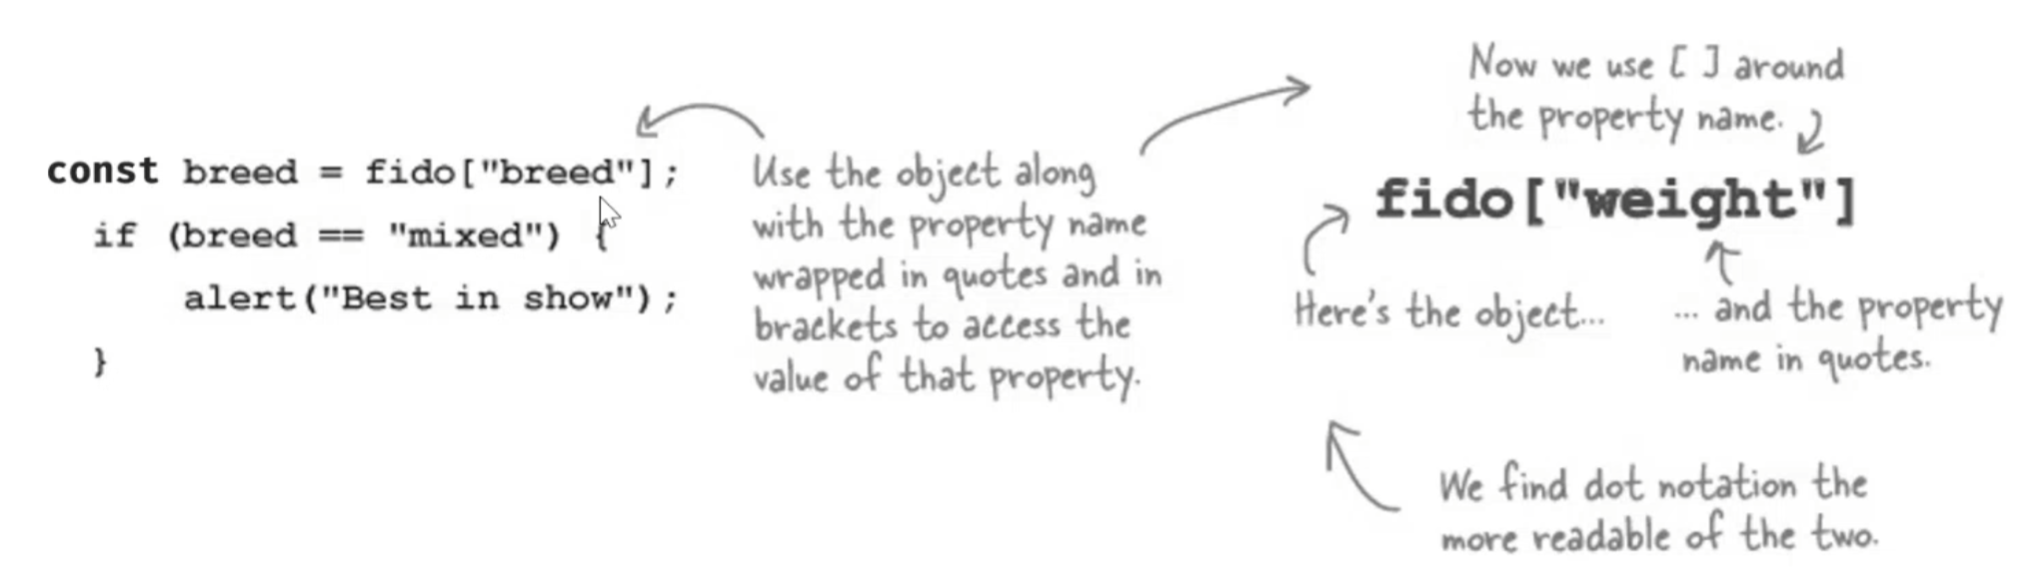 const breed = fido["breed"];
if (breed == "mixed") {
alert("Best in show");
}
Use the object along
with the property name
wrapped in quotes and in
brackets to access the
value of that property.
Now we use [ ] around
the property name.
fido["weight"]
Here's the object...
... and the property
name in quotes.
We find dot notation the
more readable of the two.